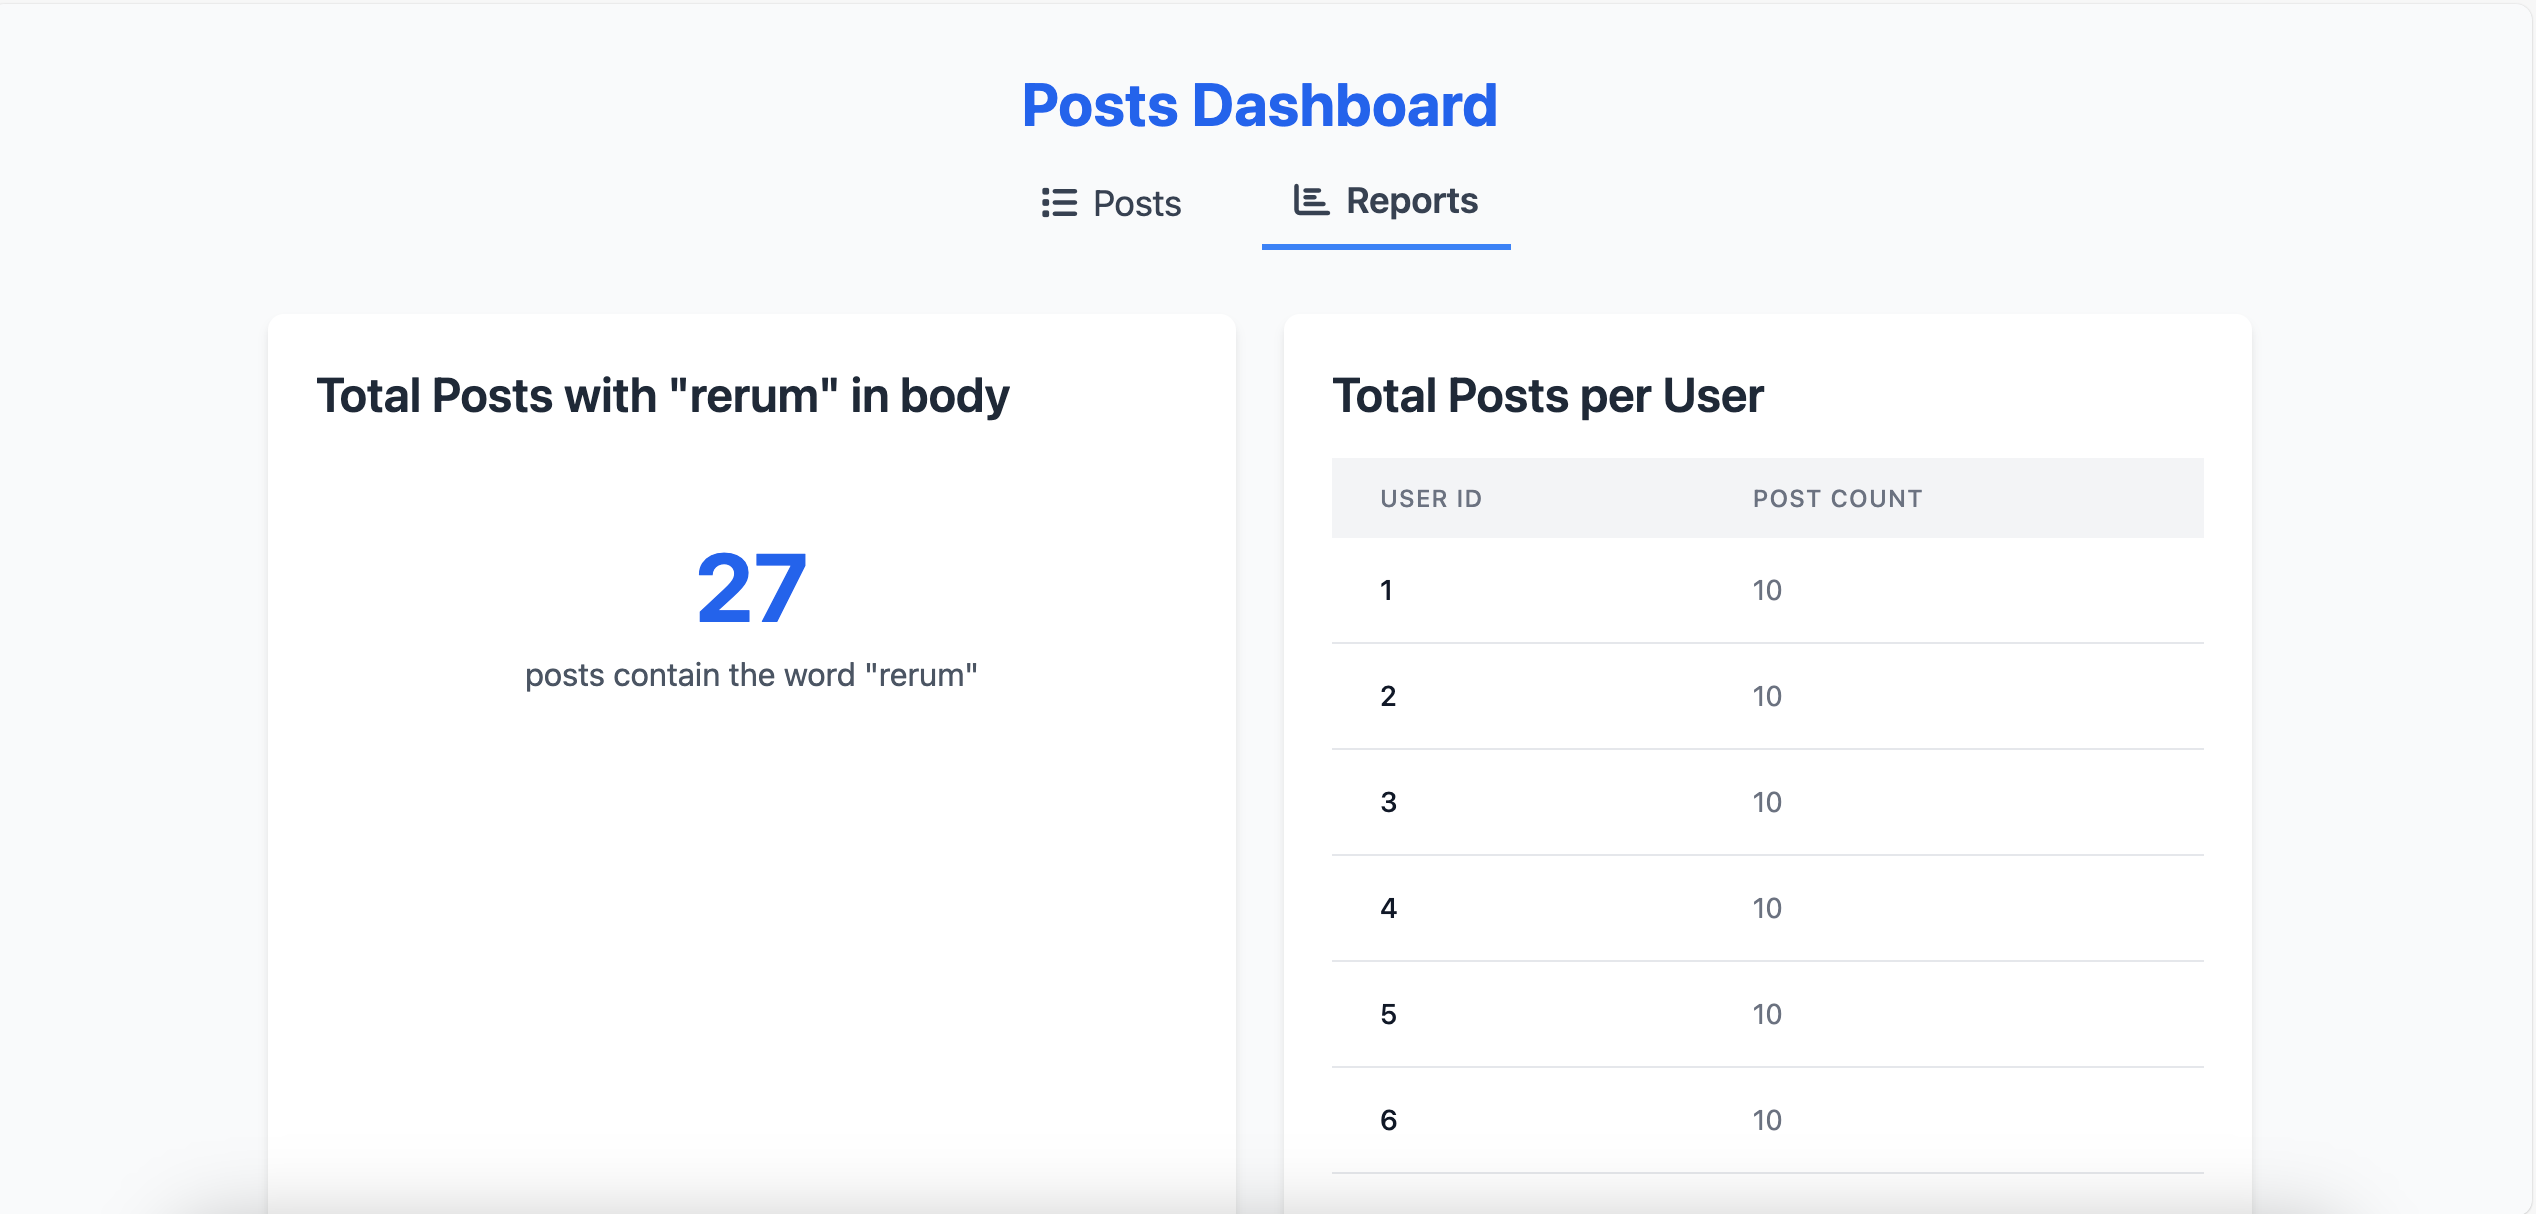 Posts Dashboard
Posts
Reports
Total Posts with "rerum" in body
27
posts contain the word "rerum"
Total Posts per User
USER ID POST COUNT
1 10
2 10
3 10
4 10
5 10
6 10